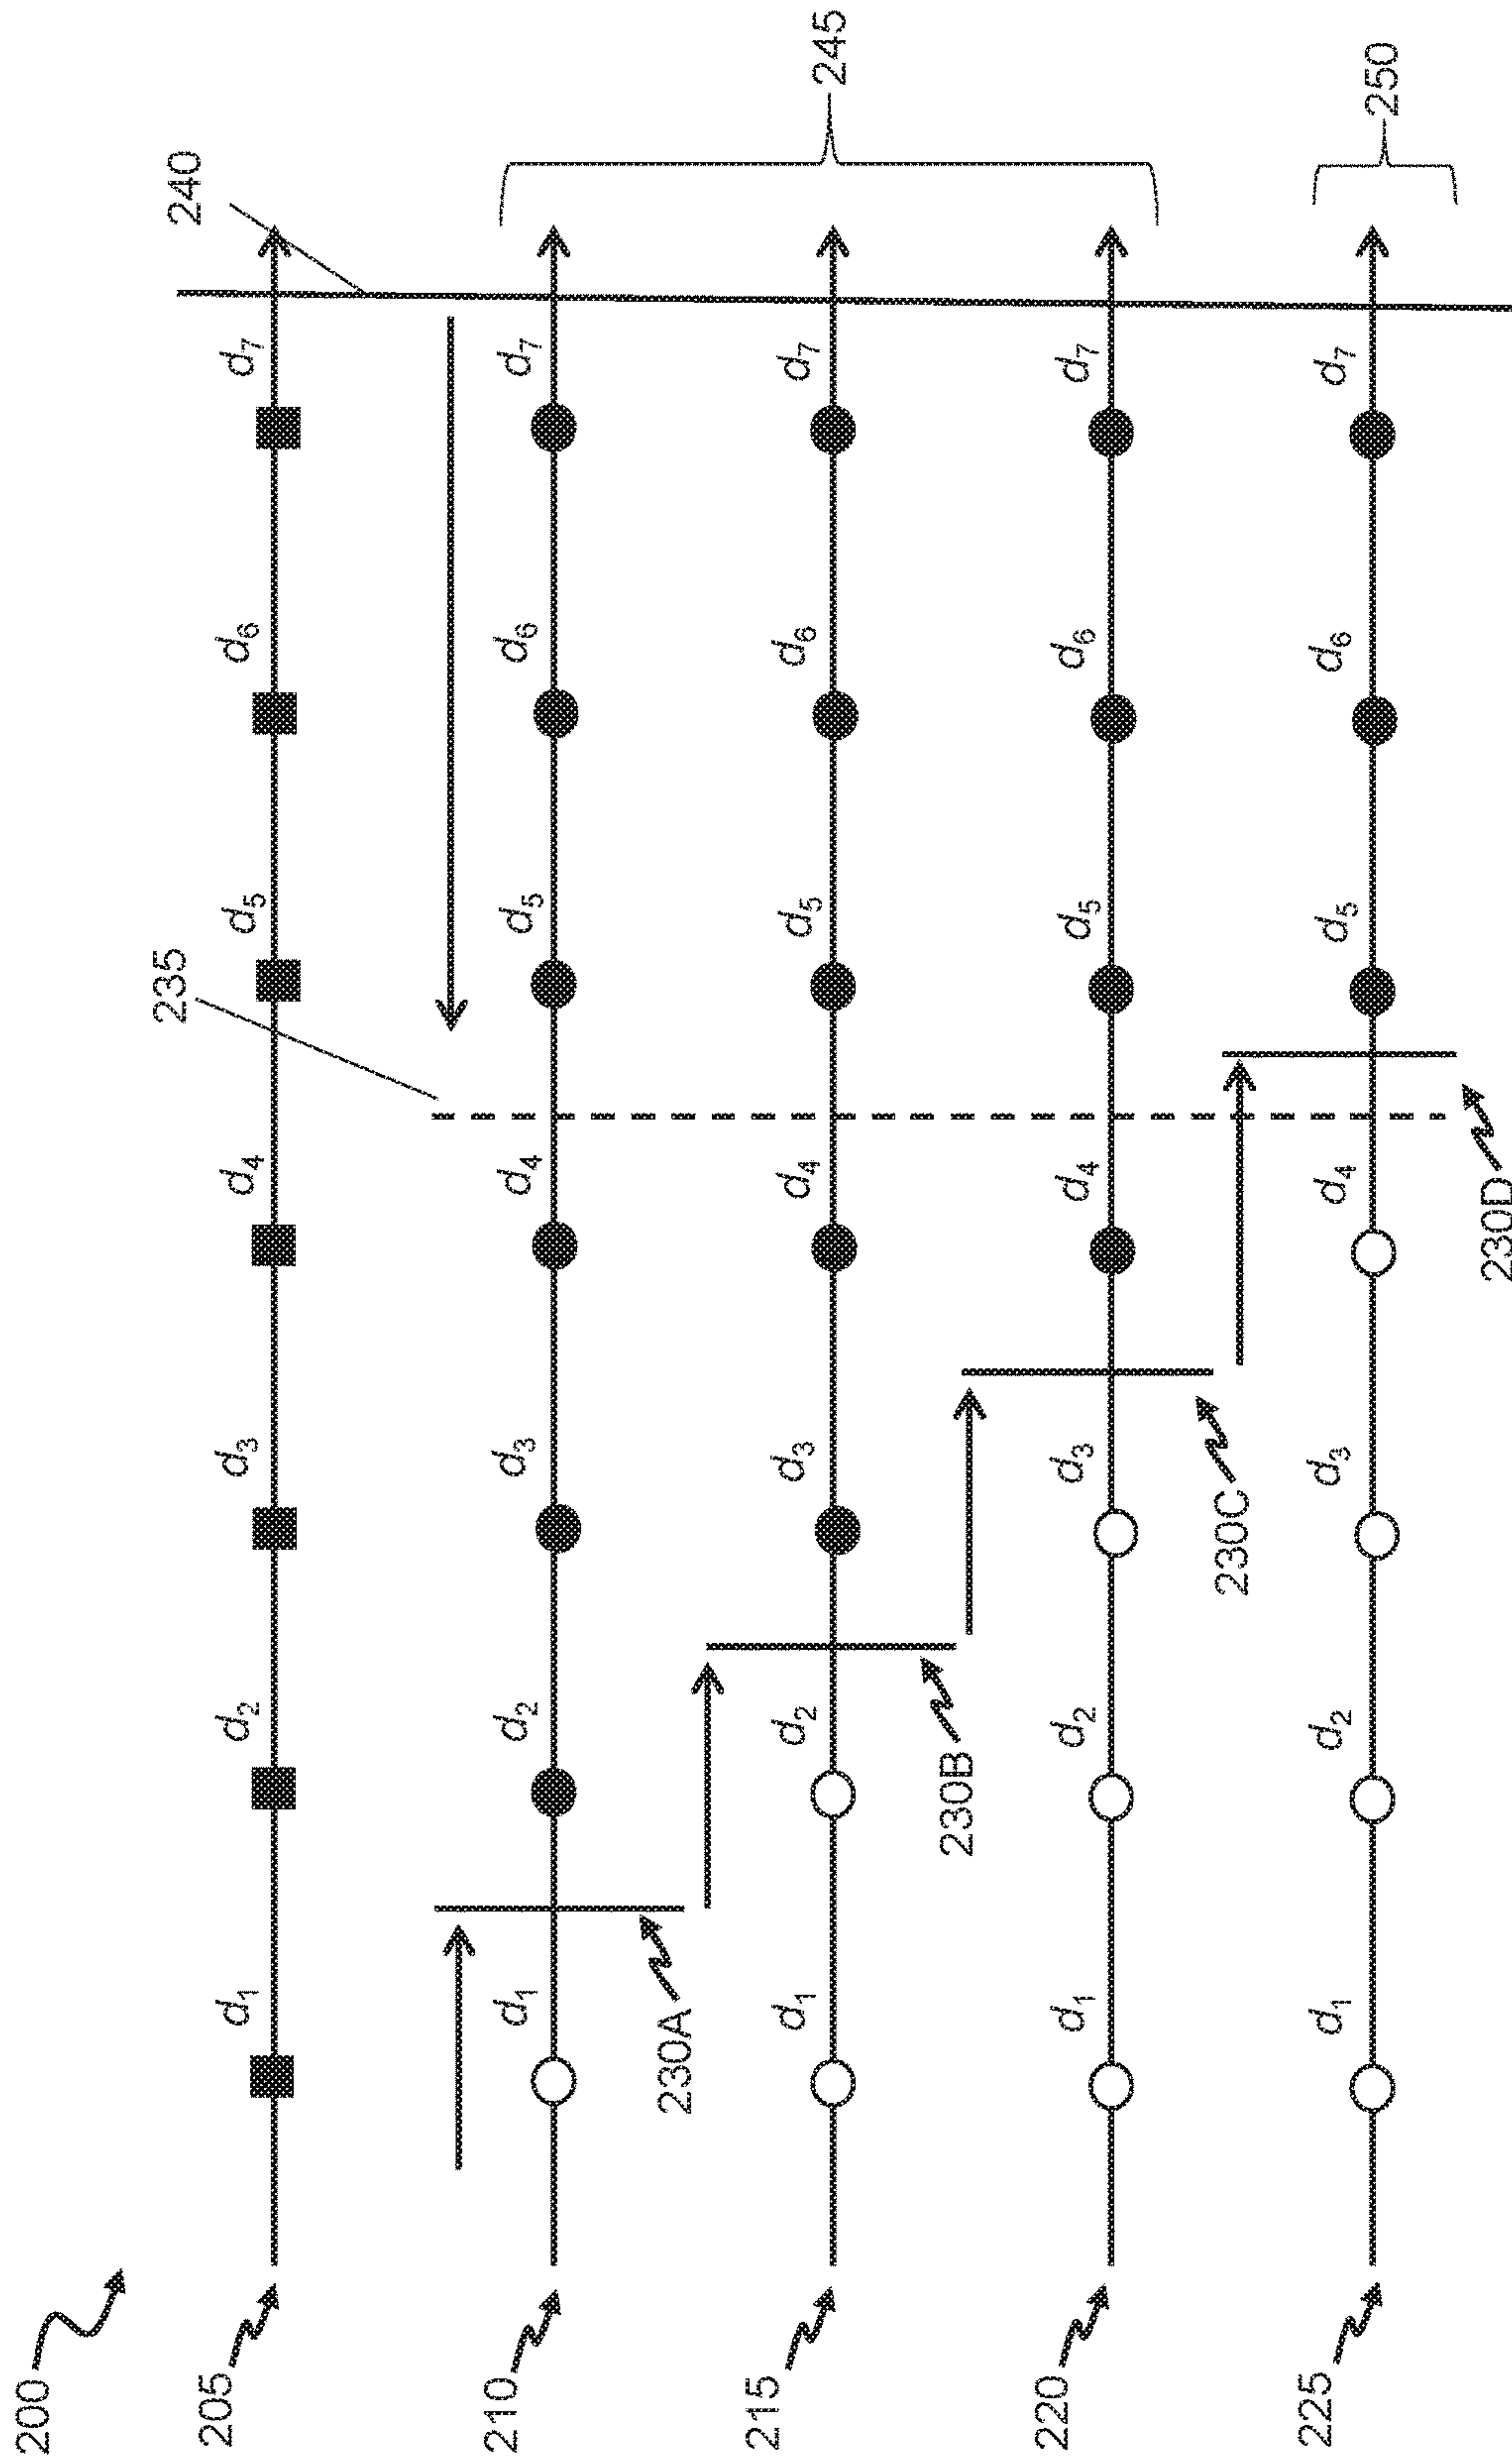 200
240
205 d1 d2 d3 d4 d5 d6 d7
235
210 d1 d2 d3 d4 d5 d6 d7
230A
245
215 d1 d2 d3 d4 d5 d6 d7
230B
220 d1 d2 d3 d4 d5 d6 d7
230C
225 d1 d2 d3 d4 d5 d6 d7
250
230D